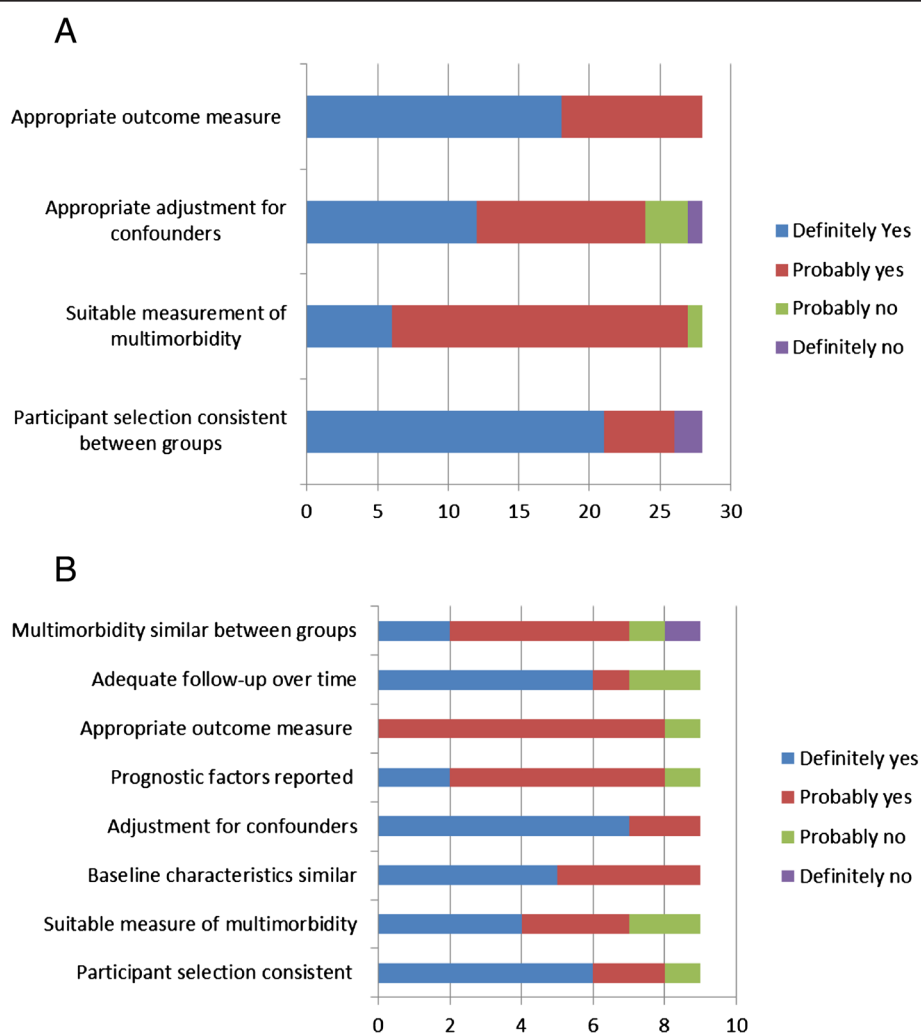 A
Appropriate outcome measure
Appropriate adjustment for
confounders
Suitable measurement of
multimorbidity
Participant selection consistent
between groups
0 5 10 15 20 25 30
Definitely Yes
Probably yes
Probably no
Definitely no
B
Multimorbidity similar between groups
Adequate follow-up over time
Appropriate outcome measure
Prognostic factors reported
Adjustment for confounders
Baseline characteristics similar
Suitable measure of multimorbidity
Participant selection consistent
0 2 4 6 8 10
Definitely yes
Probably yes
Probably no
Definitely no